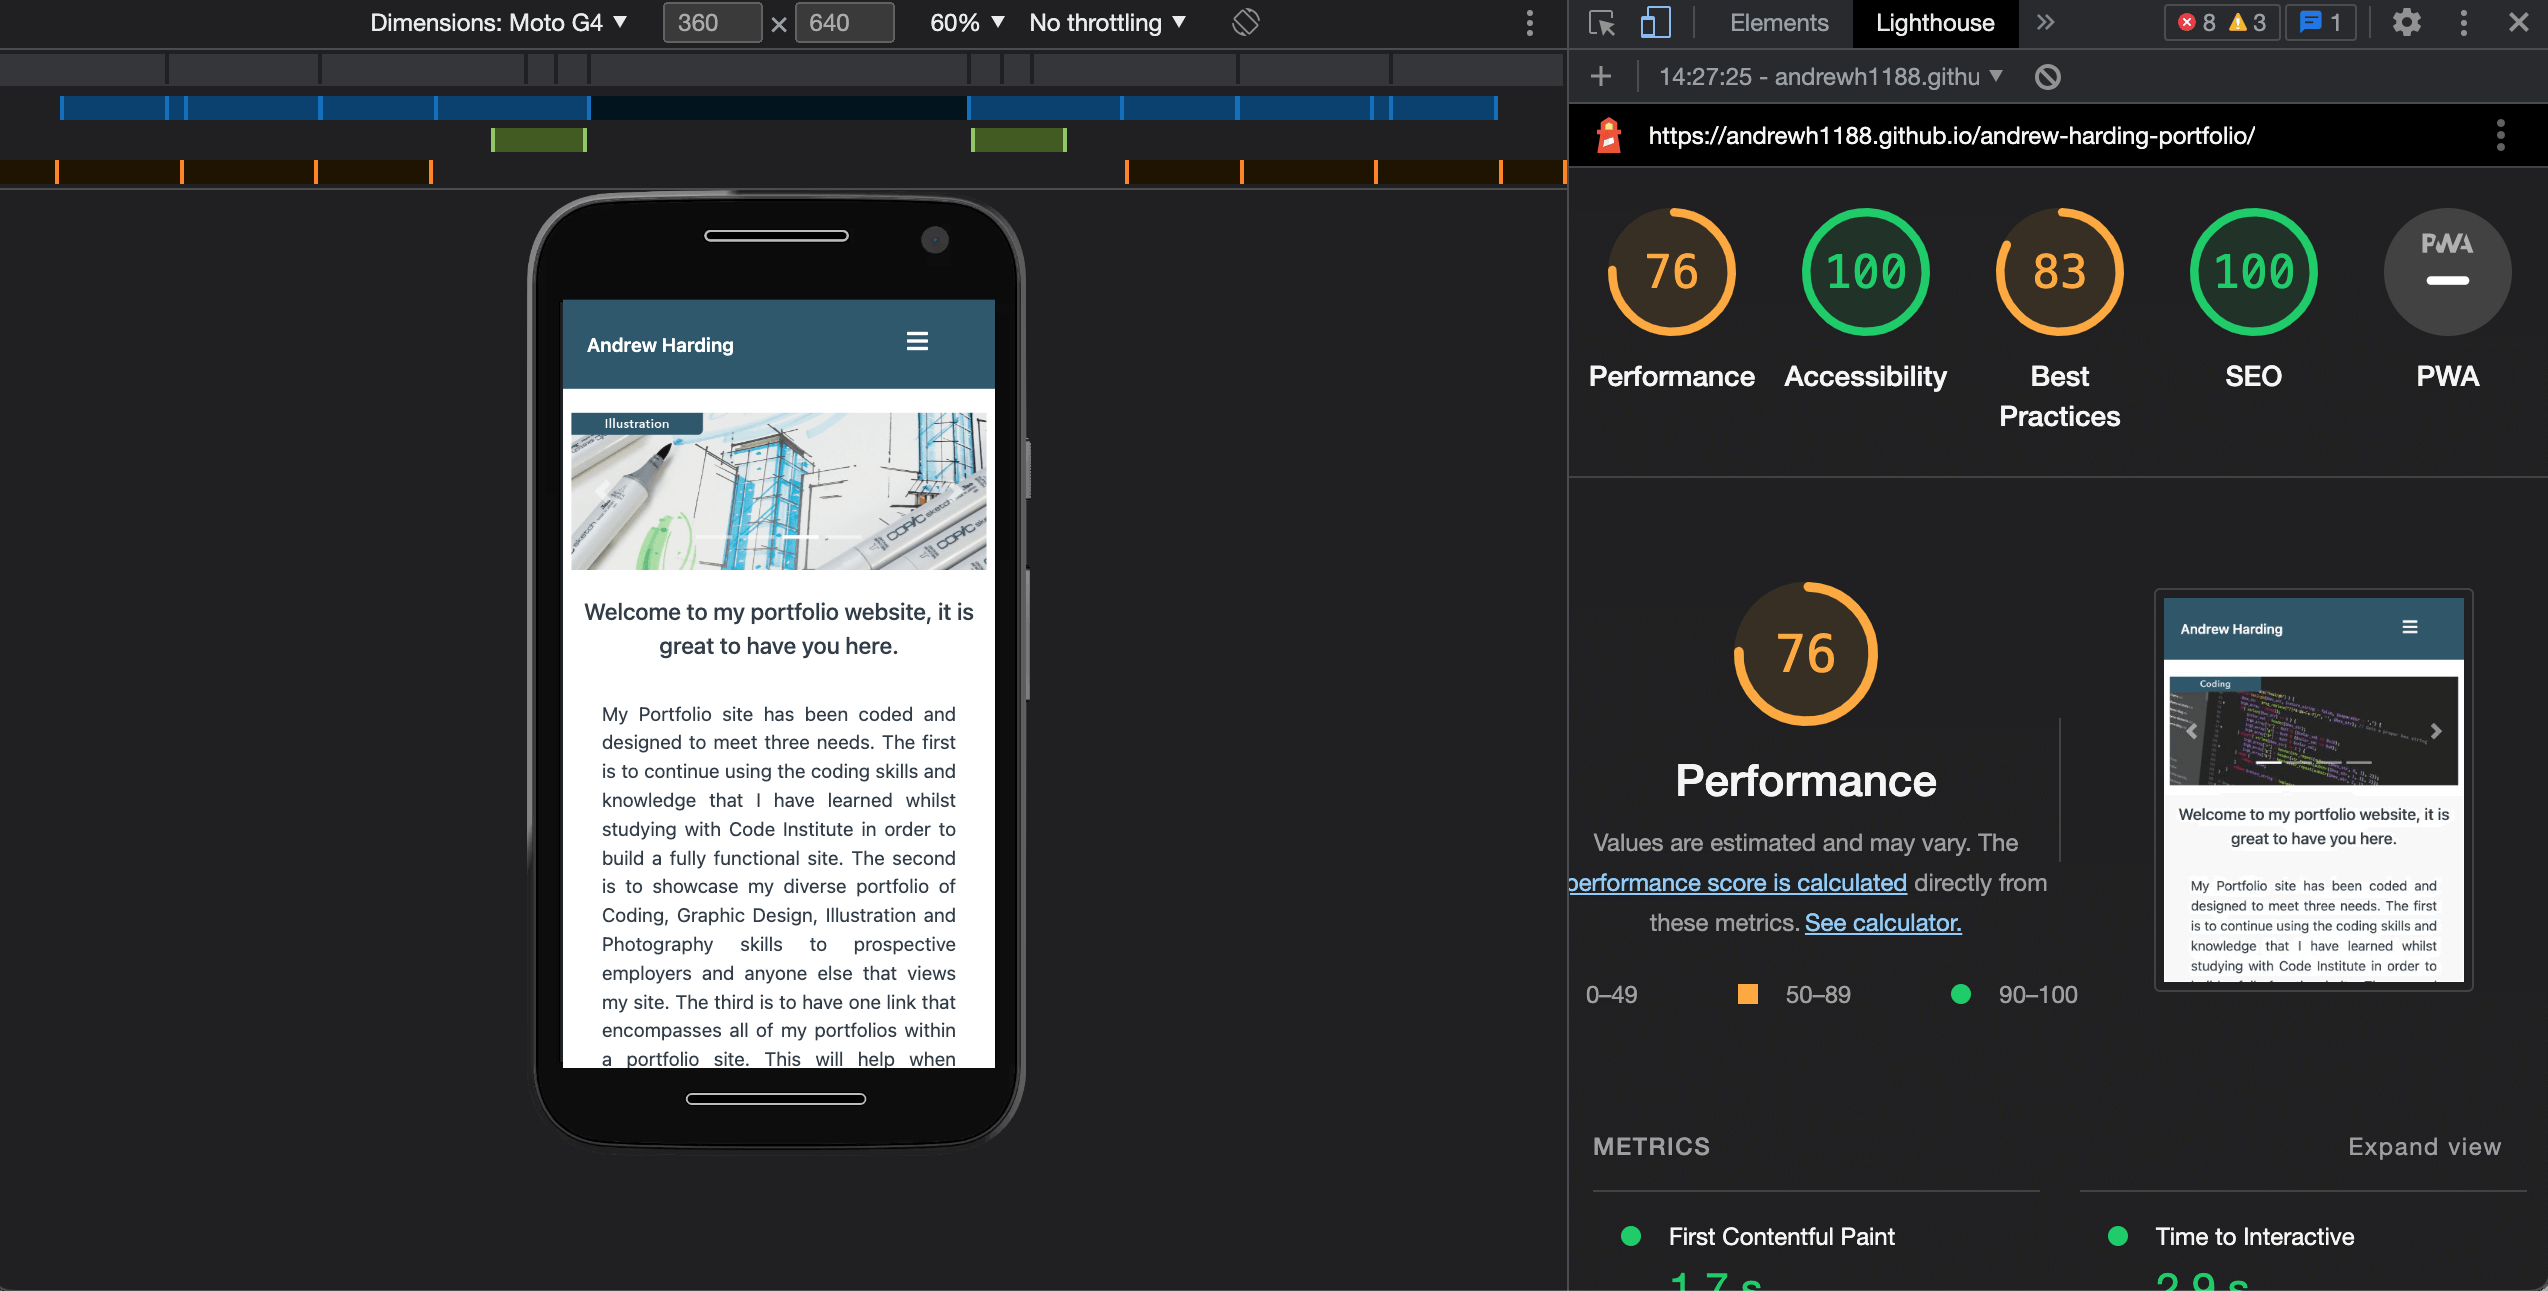 Dimensions: Moto G4 ▼ 360 × 640 60% ▼ No throttling ▼
Elements Lighthouse » 8 3 1
+ 14:27:25 - andrewh1188.githu ▼
https://andrewh1188.github.io/andrew-harding-portfolio/
76 100 83 100 PWA
Performance Accessibility Best Practices SEO PWA
Andrew Harding
Illustration
Welcome to my portfolio website, it is
great to have you here.
My Portfolio site has been coded and
designed to meet three needs. The first
is to continue using the coding skills and
knowledge that I have learned whilst
studying with Code Institute in order to
build a fully functional site. The second
is to showcase my diverse portfolio of
Coding, Graphic Design, Illustration and
Photography skills to prospective
employers and anyone else that views
my site. The third is to have one link that
encompasses all of my portfolios within
a portfolio site. This will help when
76
Performance
Values are estimated and may vary. The
performance score is calculated directly from
these metrics. See calculator.
0–49 50–89 90–100
Andrew Harding
Coding
Welcome to my portfolio website, it is
great to have you here.
My Portfolio site has been coded and
designed to meet three needs. The first
is to continue using the coding skills and
knowledge that I have learned whilst
studying with Code Institute in order to
METRICS Expand view
First Contentful Paint Time to Interactive
1.7 s 2.9 s